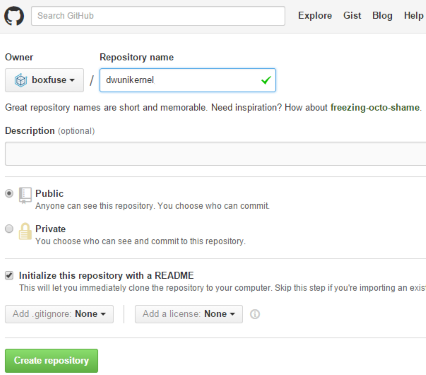 Search GitHub Explore Gist Blog Help
Owner Repository name
boxfuse / dwunikernel
Great repository names are short and memorable. Need inspiration? How about freezing-octo-shame.
Description (optional)
Public
Anyone can see this repository. You choose who can commit.
Private
You choose who can see and commit to this repository.
Initialize this repository with a README
This will let you immediately clone the repository to your computer. Skip this step if you're importing an exis
Add .gitignore: None Add a license: None
Create repository